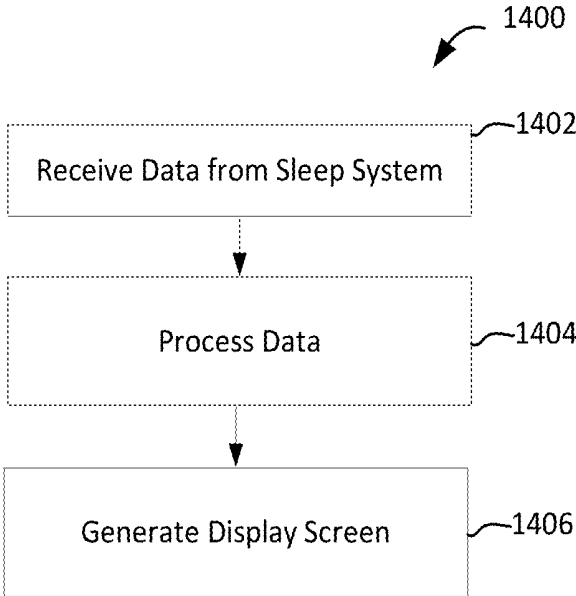 1400
1402
Receive Data from Sleep System
Process Data
1404
Generate Display Screen
1406